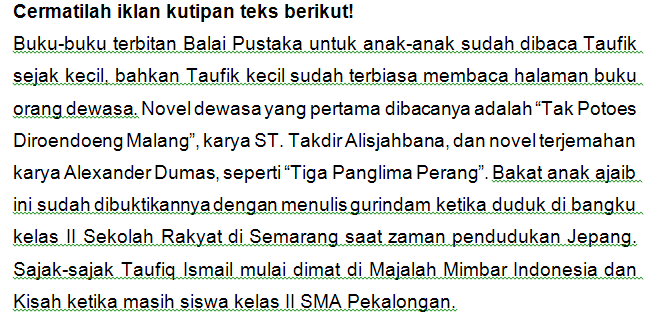 Cermatilah iklan kutipan teks berikut!
Buku-buku terbitan Balai Pustaka untuk anak-anak sudah dibaca Taufik
sejak kecil, bahkan Taufik kecil sudah terbiasa membaca halaman buku
orang dewasa. Novel dewasa yang pertama dibacanya adalah “Tak Potoes
Diroendoeng Malang”, karya ST. Takdir Alisjahbana, dan novel terjemahan
karya Alexander Dumas, seperti “Tiga Panglima Perang”. Bakat anak ajaib
ini sudah dibuktikannya dengan menulis gurindam ketika duduk di bangku
kelas II Sekolah Rakyat di Semarang saat zaman pendudukan Jepang.
Sajak-sajak Taufiq Ismail mulai dimat di Majalah Mimbar Indonesia dan
Kisah ketika masih siswa kelas II SMA Pekalongan.